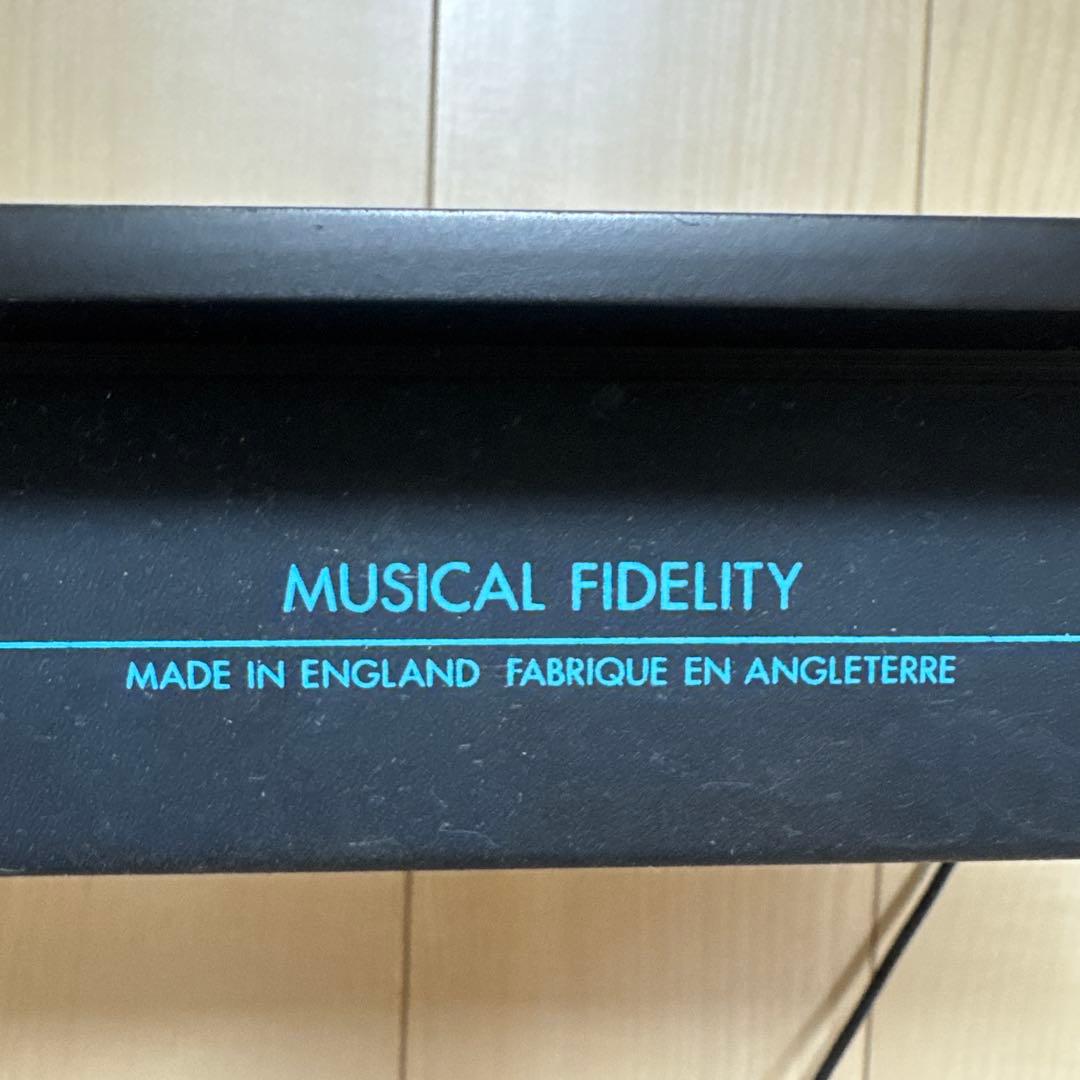 MUSICAL FIDELITY
MADE IN ENGLAND FABRIQUE EN ANGLETERRE